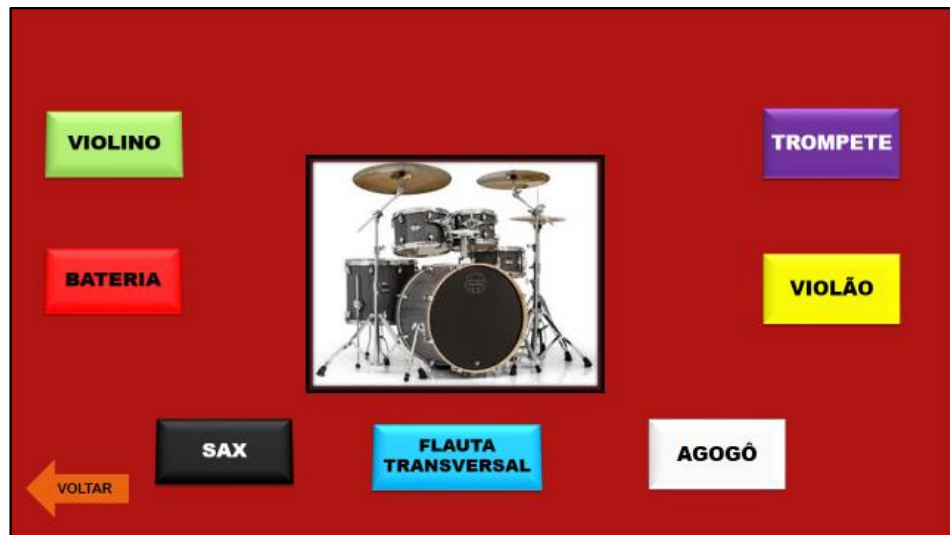 VIOLINO
TROMPETE
BATERIA
VIOLÃO
SAX
FLAUTA
TRANSVERSAL
AGOGÔ
VOLTAR